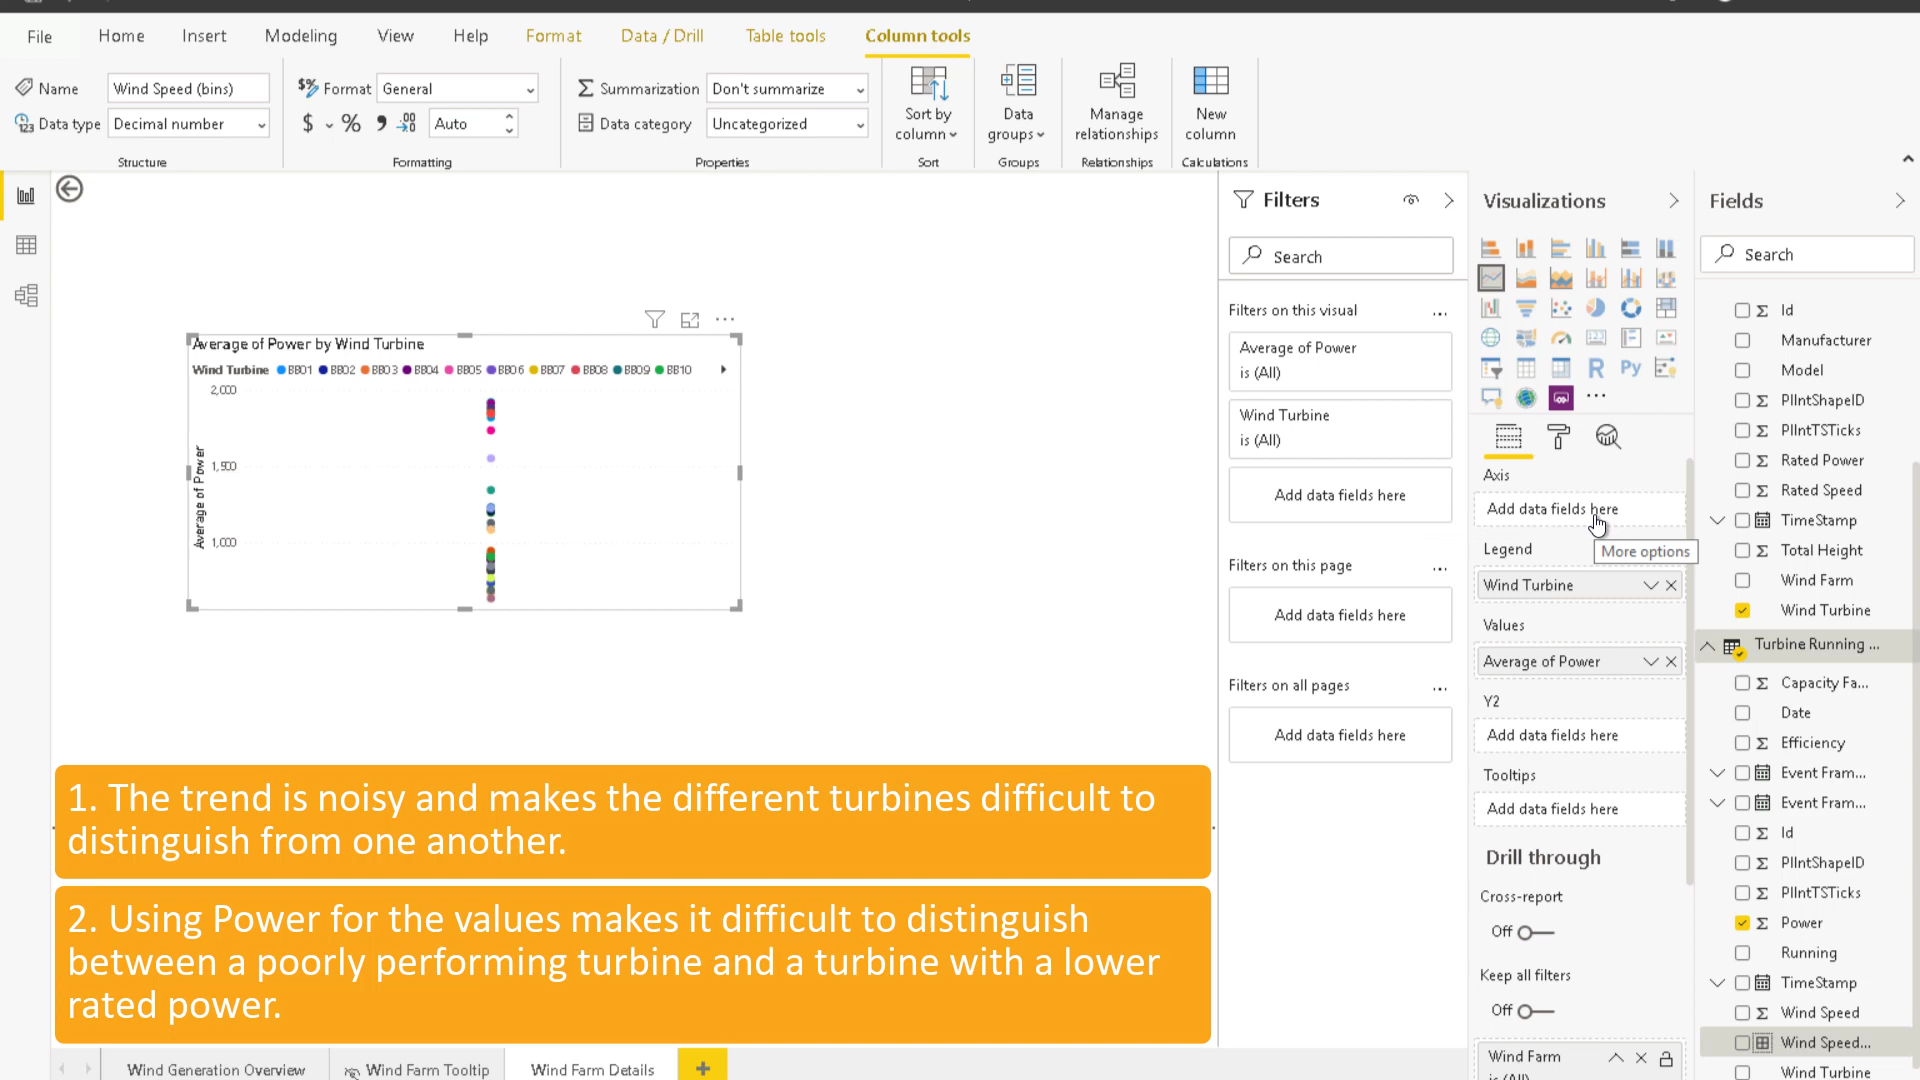 File Home Insert Modeling View Help Format Data / Drill Table tools Column tools
Name Wind Speed (bins) $% Format General Σ Summarization Don't summarize Sort by column Data groups Manage relationships New column
123 Data type Decimal number $ % , .00 Auto Data category Uncategorized
Structure Formatting Properties Sort Groups Relationships Calculations
Average of Power by Wind Turbine
Wind Turbine BB01 BB02 BB03 BB04 BB05 BB06 BB07 BB08 BB09 BB10
2,000
1,500
1,000
Average of Power
1. The trend is noisy and makes the different turbines difficult to
distinguish from one another.
2. Using Power for the values makes it difficult to distinguish
between a poorly performing turbine and a turbine with a lower
rated power.
Wind Generation Overview Wind Farm Tooltip Wind Farm Details +
Filters
Search
Filters on this visual ...
Average of Power
is (All)
Wind Turbine
is (All)
Add data fields here
Filters on this page ...
Add data fields here
Filters on all pages ...
Add data fields here
Visualizations
R Py
123
...
Axis
Add data fields here
More options
Legend
Wind Turbine
Values
Average of Power
Y2
Add data fields here
Tooltips
Add data fields here
Drill through
Cross-report
Off
Keep all filters
Off
Wind Farm
is (All)
Fields
Search
Σ Id
Manufacturer
Model
Σ PIIntShapeID
Σ PIIntTSTicks
Σ Rated Power
Σ Rated Speed
TimeStamp
Σ Total Height
Wind Farm
Wind Turbine
Turbine Running ...
Σ Capacity Fa...
Date
Σ Efficiency
Event Fram...
Event Fram...
Σ Id
Σ PIIntShapeID
Σ PIIntTSTicks
Σ Power
Running
TimeStamp
Σ Wind Speed
Wind Speed...
Wind Turbine